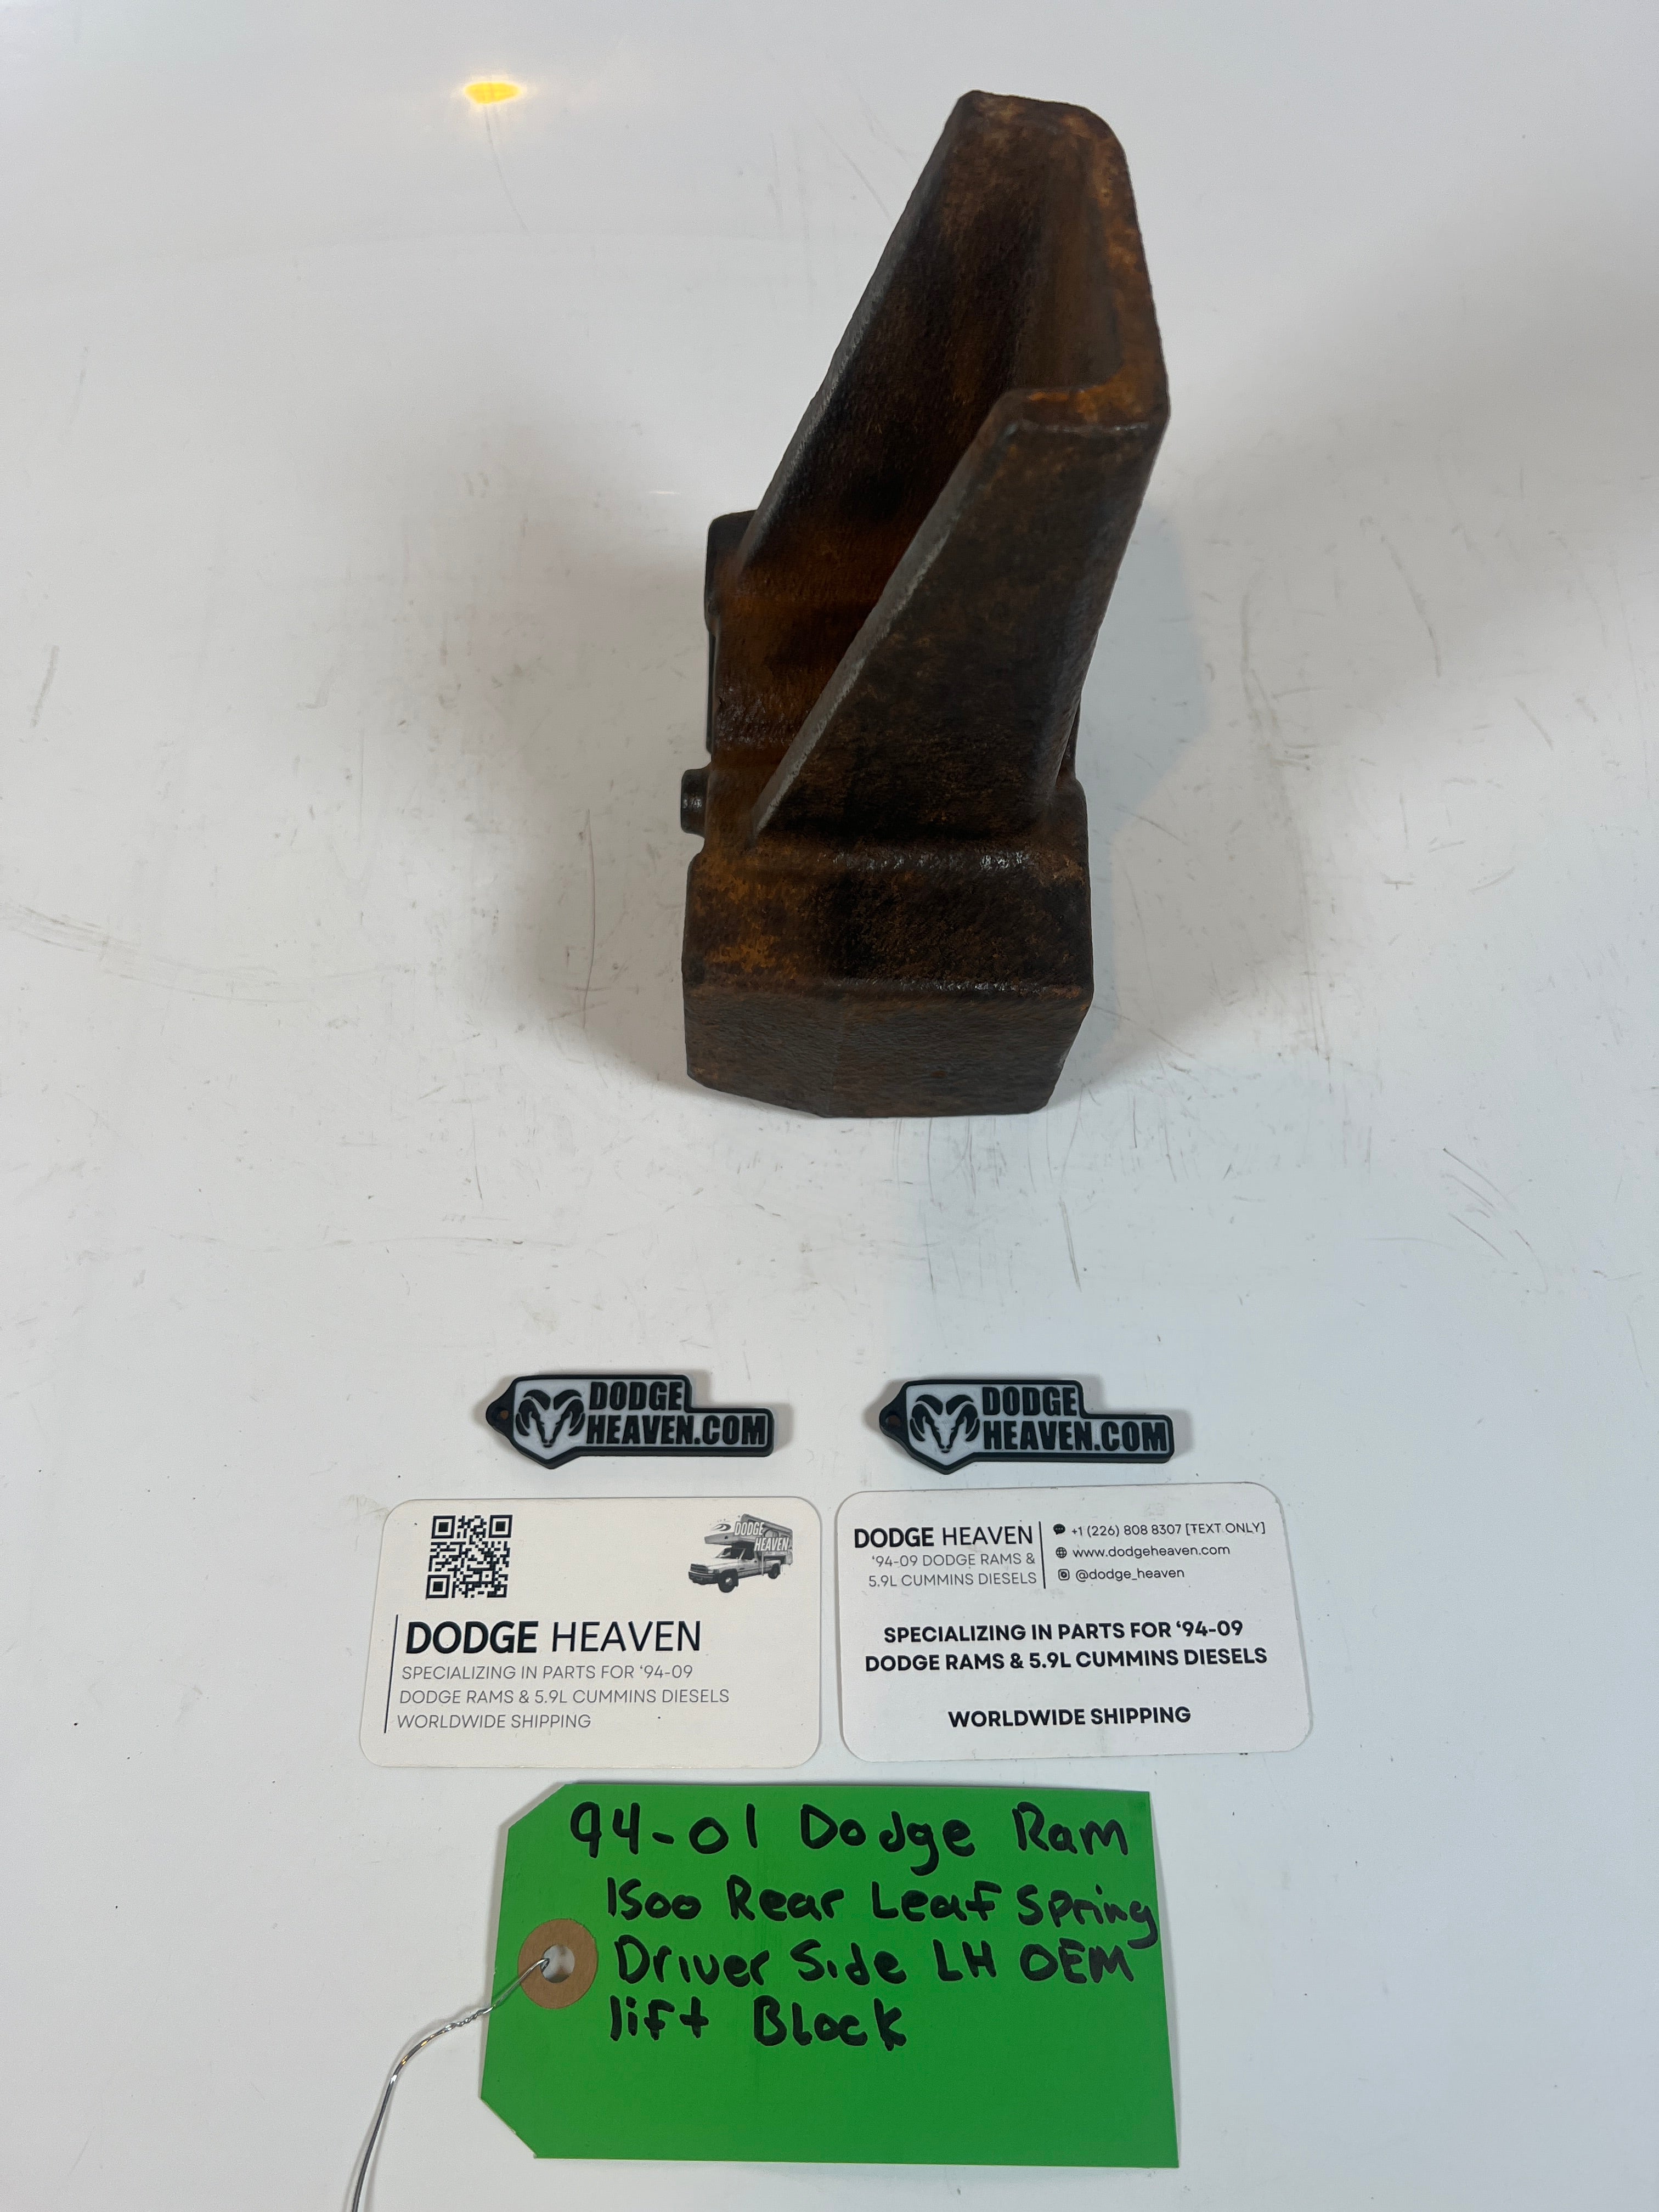 DODGE
HEAVEN.COM
DODGE
HEAVEN.COM
DODGE
HEAVEN
DODGE HEAVEN
SPECIALIZING IN PARTS FOR '94-09
DODGE RAMS & 5.9L CUMMINS DIESELS
WORLDWIDE SHIPPING
DODGE HEAVEN
'94-09 DODGE RAMS &
5.9L CUMMINS DIESELS
+1 (226) 808 8307 [TEXT ONLY]
www.dodgeheaven.com
@dodge_heaven
SPECIALIZING IN PARTS FOR '94-09
DODGE RAMS & 5.9L CUMMINS DIESELS
WORLDWIDE SHIPPING
94-01 Dodge Ram
1500 Rear Leaf Spring
Driver Side LH OEM
lift Block